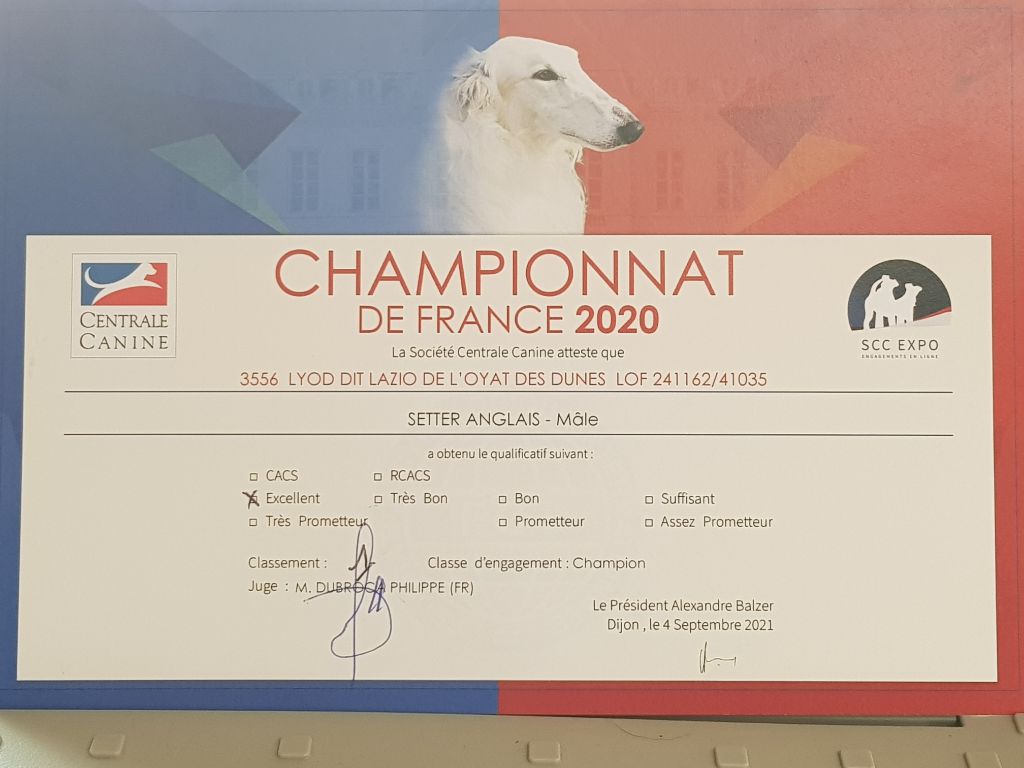 CENTRALE
CANINE
CHAMPIONNAT
DE FRANCE 2020
SCC EXPO
ENGAGEMENTS EN LIGNE
La Société Centrale Canine atteste que
3556 LYOD DIT LAZIO DE L'OYAT DES DUNES LOF 241162/41035
SETTER ANGLAIS - Mâle
a obtenu le qualificatif suivant :
□ CACS □ RCACS
X Excellent □ Très Bon □ Bon □ Suffisant
□ Très Prometteur □ Prometteur □ Assez Prometteur
Classement : Classe d'engagement : Champion
Juge : M. DUBROCA PHILIPPE (FR)
Le Président Alexandre Balzer
Dijon , le 4 Septembre 2021